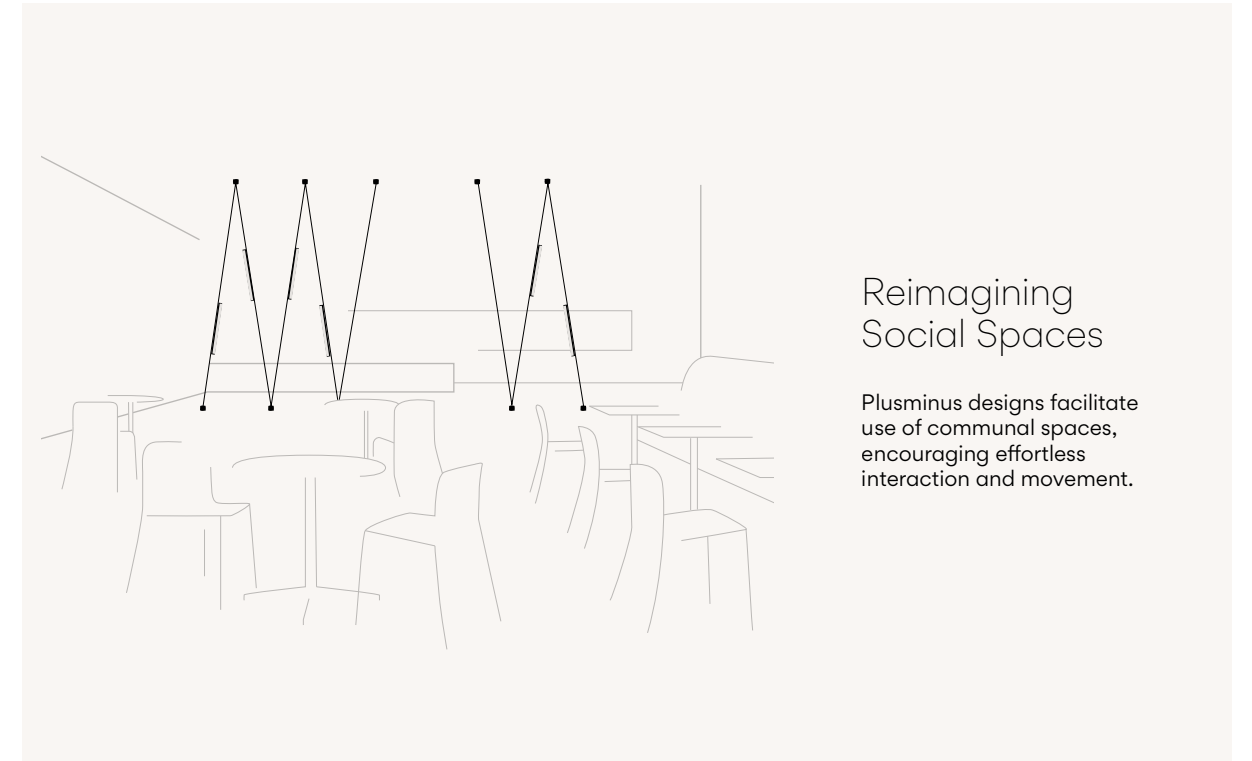 Reimagining
Social Spaces
Plusminus designs facilitate
use of communal spaces,
encouraging effortless
interaction and movement.